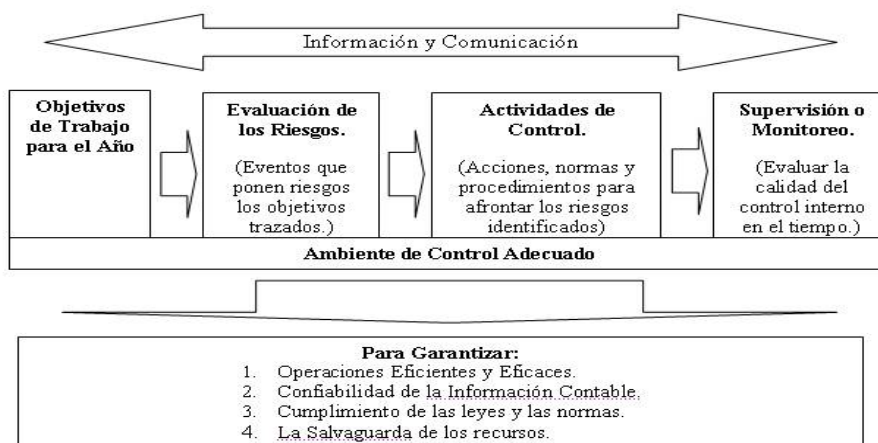 Información y Comunicación
Objetivos
de Trabajo
para el Año
Evaluación de
los Riesgos.
(Eventos que
ponen riesgos
los objetivos
trazados.)
Actividades de
Control.
(Acciones, normas y
procedimientos para
afrontar los riesgos
identificados)
Supervisión o
Monitoreo.
(Evaluar la
calidad del
control interno
en el tiempo.)
Ambiente de Control Adecuado
Para Garantizar:
1. Operaciones Eficientes y Eficaces.
2. Confiabilidad de la Información Contable.
3. Cumplimiento de las leyes y las normas.
4. La Salvaguarda de los recursos.